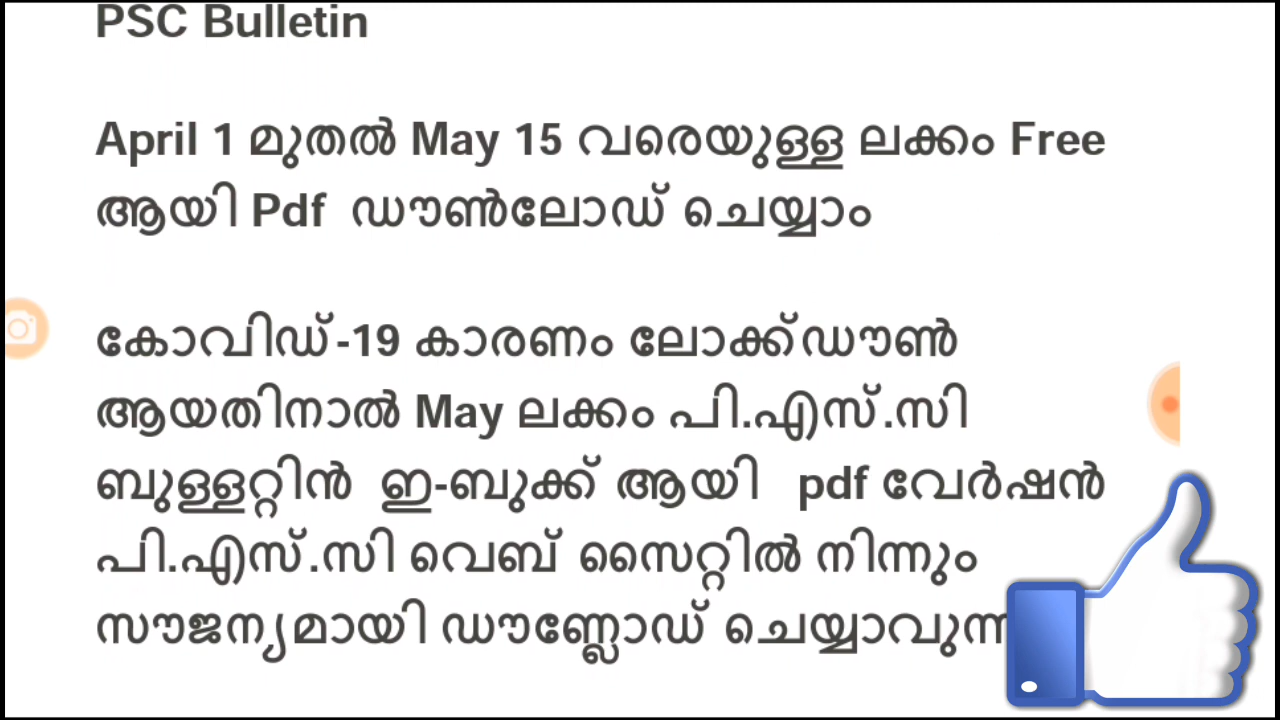 PSC Bulletin
April 1 മുതൽ May 15 വരെയുള്ള ലക്കം Free
ആയി Pdf ഡൗൺലോഡ് ചെയ്യാം
കോവിഡ്-19 കാരണം ലോക്ക്ഡൗൺ
ആയതിനാൽ May ലക്കം പി.എസ്.സി
ബുള്ളറ്റിൻ ഇ-ബുക്ക് ആയി pdf വേർഷൻ
പി.എസ്.സി വെബ് സൈറ്റിൽ നിന്നും
സൗജന്യമായി ഡൗണ്ലോഡ്